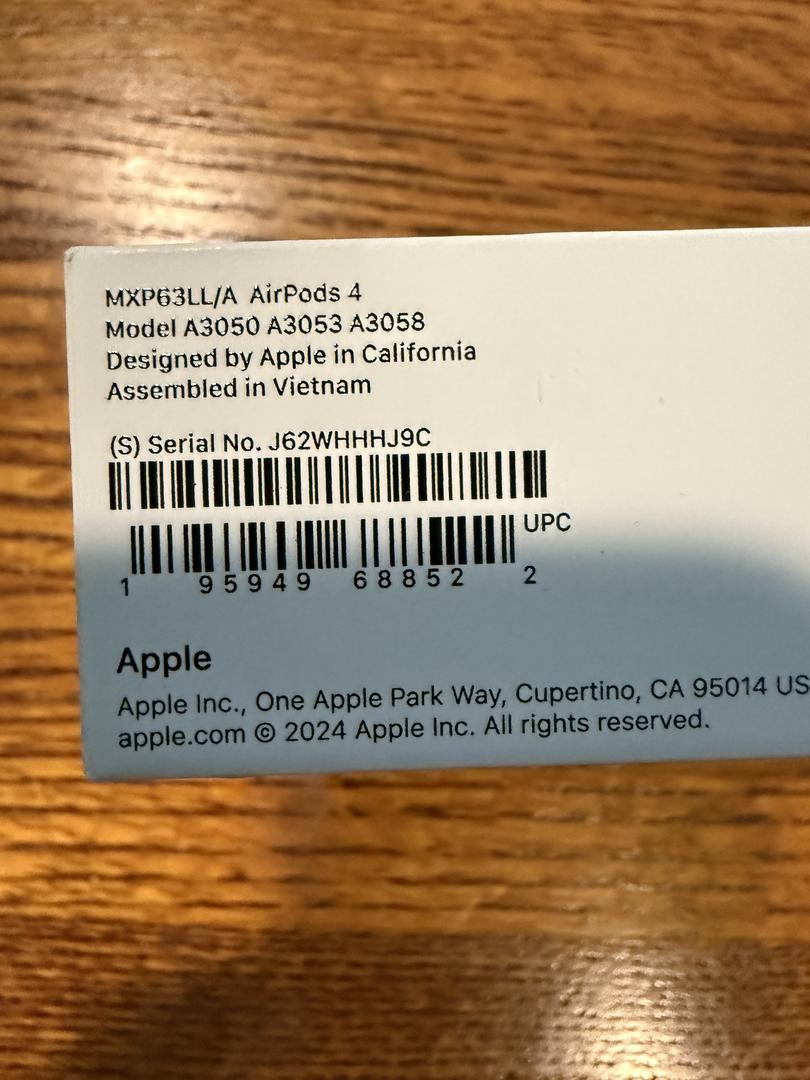 MXP63LL/A AirPods 4
Model A3050 A3053 A3058
Designed by Apple in California
Assembled in Vietnam
(S) Serial No. J62WHHHJ9C
UPC
1 95949 68852 2
Apple
Apple Inc., One Apple Park Way, Cupertino, CA 95014 US
apple.com © 2024 Apple Inc. All rights reserved.